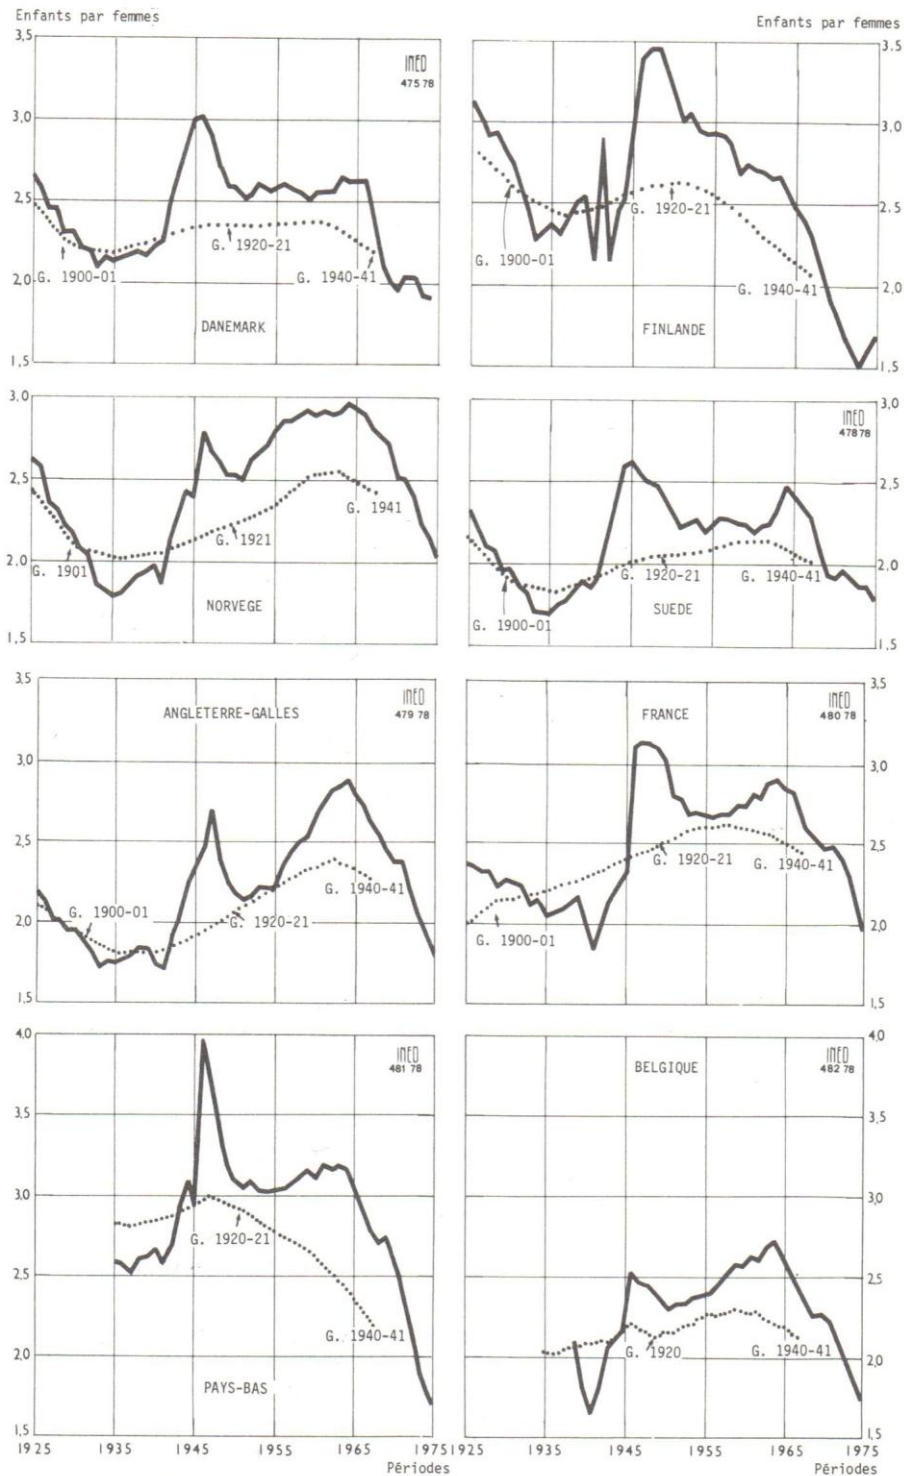 Enfants par femmes
Enfants par femmes
3,5
3,0
2,5
2,0
1,5
INED
475 78
G. 1900-01
G. 1920-21
G. 1940-41
DANEMARK
1925
1935
1945
1955
1965
1975
3,5
3,0
2,5
2,0
1,5
G. 1900-01
G. 1920-21
G. 1940-41
FINLANDE
3,0
2,5
2,0
1,5
G. 1901
G. 1921
G. 1941
NORVEGE
3,0
2,5
2,0
1,5
INED
478 78
G. 1900-01
G. 1920-21
G. 1940-41
SUEDE
3,5
3,0
2,5
2,0
1,5
ANGLETERRE-GALLES
INED
479 78
G. 1900-01
G. 1920-21
G. 1940-41
FRANCE
INED
480 78
3,5
3,0
2,5
2,0
1,5
G. 1900-01
G. 1920-21
G. 1940-41
4,0
3,5
3,0
2,5
2,0
1,5
INED
481 78
G. 1920-21
G. 1940-41
PAYS-BAS
BELGIQUE
INED
482 78
4,0
3,5
3,0
2,5
2,0
1,5
G. 1920
G. 1940-41
1925 1935 1945 1955 1965 1975
1925 1935 1945 1955 1965 1975
Périodes
Périodes